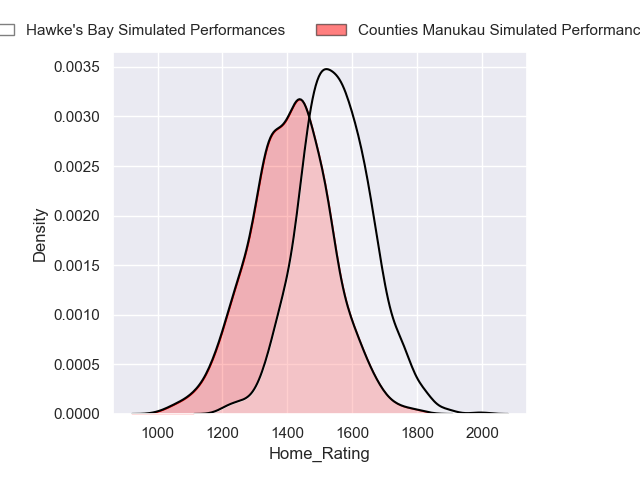 Hawke's Bay Simulated Performances
Counties Manukau Simulated Performanc
0.0035
0.0030
0.0025
0.0020
0.0015
0.0010
0.0005
0.0000
Density
1000 1200 1400 1600 1800 2000
Home_Rating